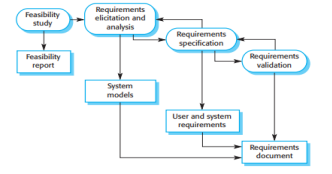 Feasibility
study
Requirements
elicitation and
analysis
Requirements
specification
Feasibility
report
Requirements
validation
System
models
User and system
requirements
Requirements
document